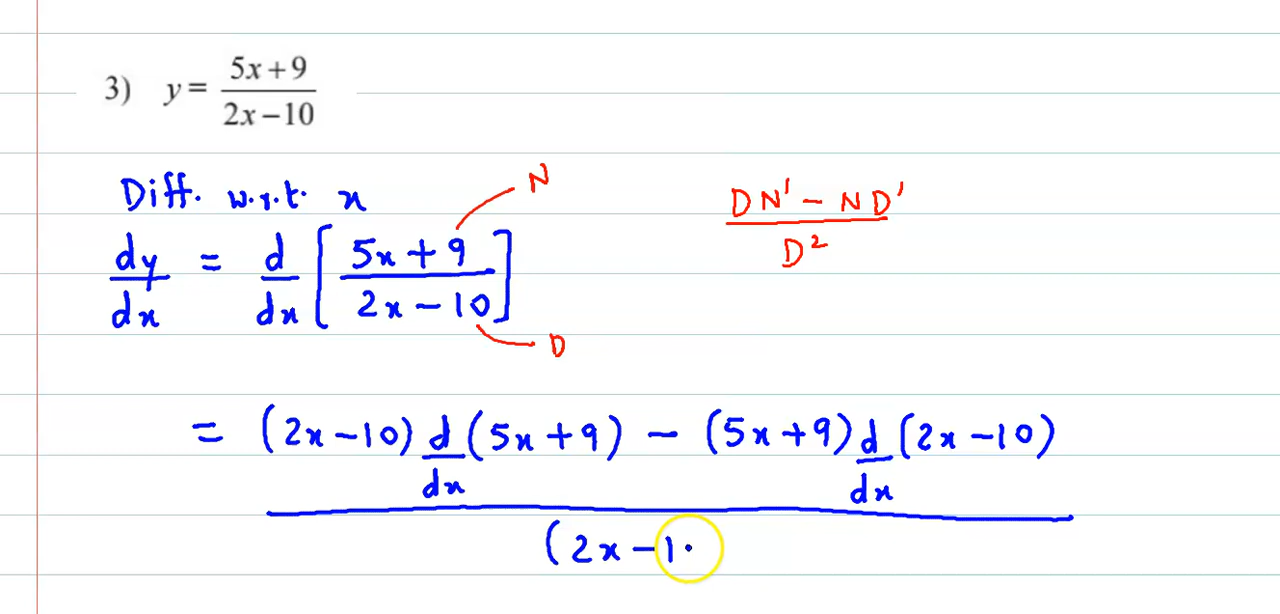 3) y = (5x+9)/(2x-10)
Diff. w.r.t. x
N
DN' - ND'
D²
dy/dx = d/dx [(5x+9)/(2x-10)]
D
= (2x-10) d/dx (5x+9) - (5x+9) d/dx (2x-10)
(2x-1